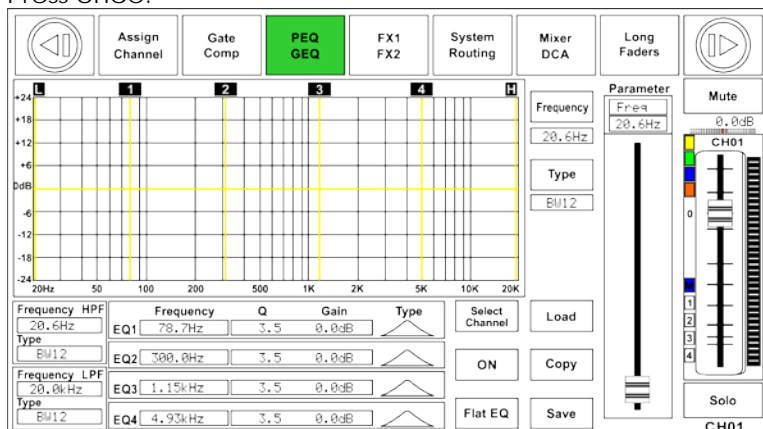 Press ONCE.
Assign Channel
Gate Comp
PEQ GEQ
FX1 FX2
System Routing
Mixer DCA
Long Faders
L 1 2 3 4 H
+24
+18
+12
+6
0dB
-6
-12
-18
-24
20Hz 50 100 200 500 1K 2K 5K 10K 20K
Frequency
20.6Hz
Type
BW12
Parameter
Freq
20.6Hz
Mute
0.0dB
CH01
0
1
2
3
4
Frequency HPF
20.6Hz
Type
BW12
Frequency LPF
20.0kHz
Type
BW12
Frequency Q Gain Type
EQ1 78.7Hz 3.5 0.0dB
EQ2 300.0Hz 3.5 0.0dB
EQ3 1.15kHz 3.5 0.0dB
EQ4 4.93kHz 3.5 0.0dB
Select Channel
ON
Flat EQ
Load
Copy
Save
Solo
CH01